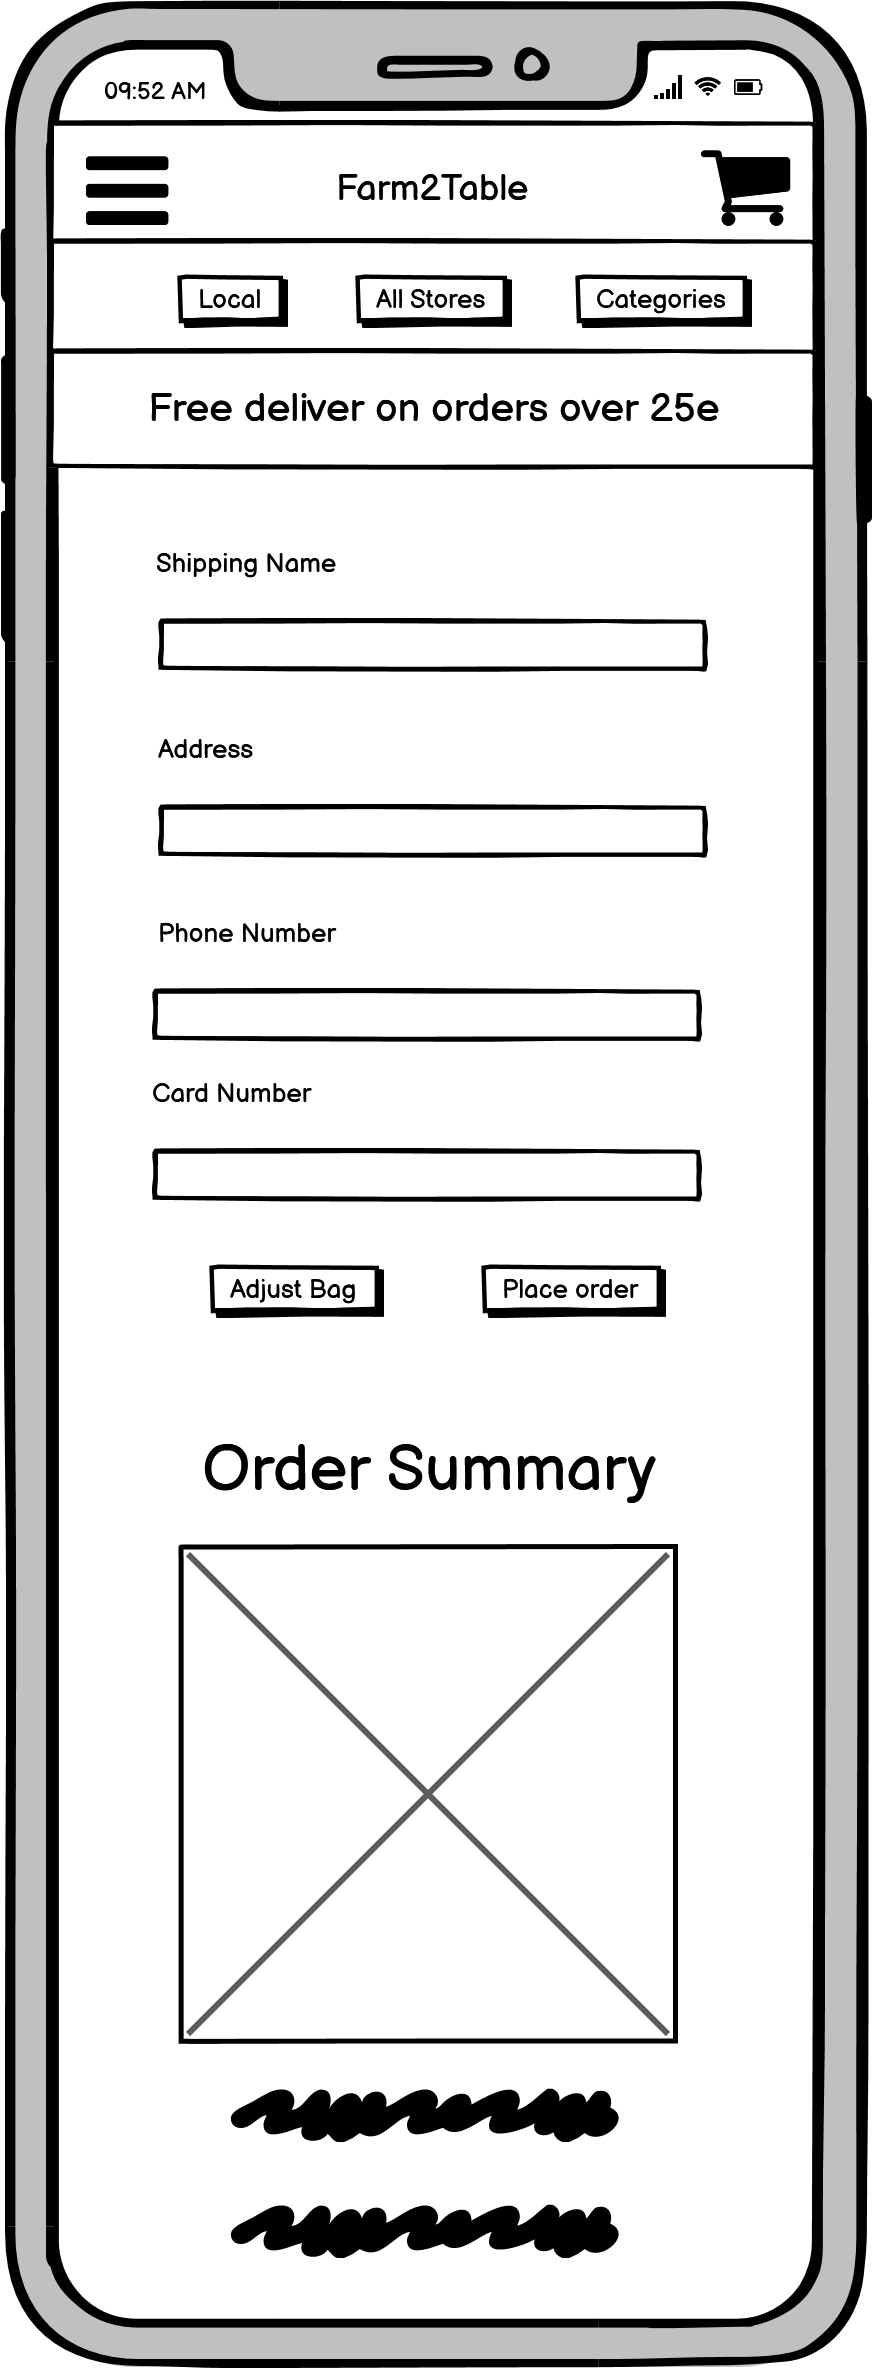 09:52 AM
Farm2Table
Local
All Stores
Categories
Free deliver on orders over 25e
Shipping Name
Address
Phone Number
Card Number
Adjust Bag
Place order
Order Summary